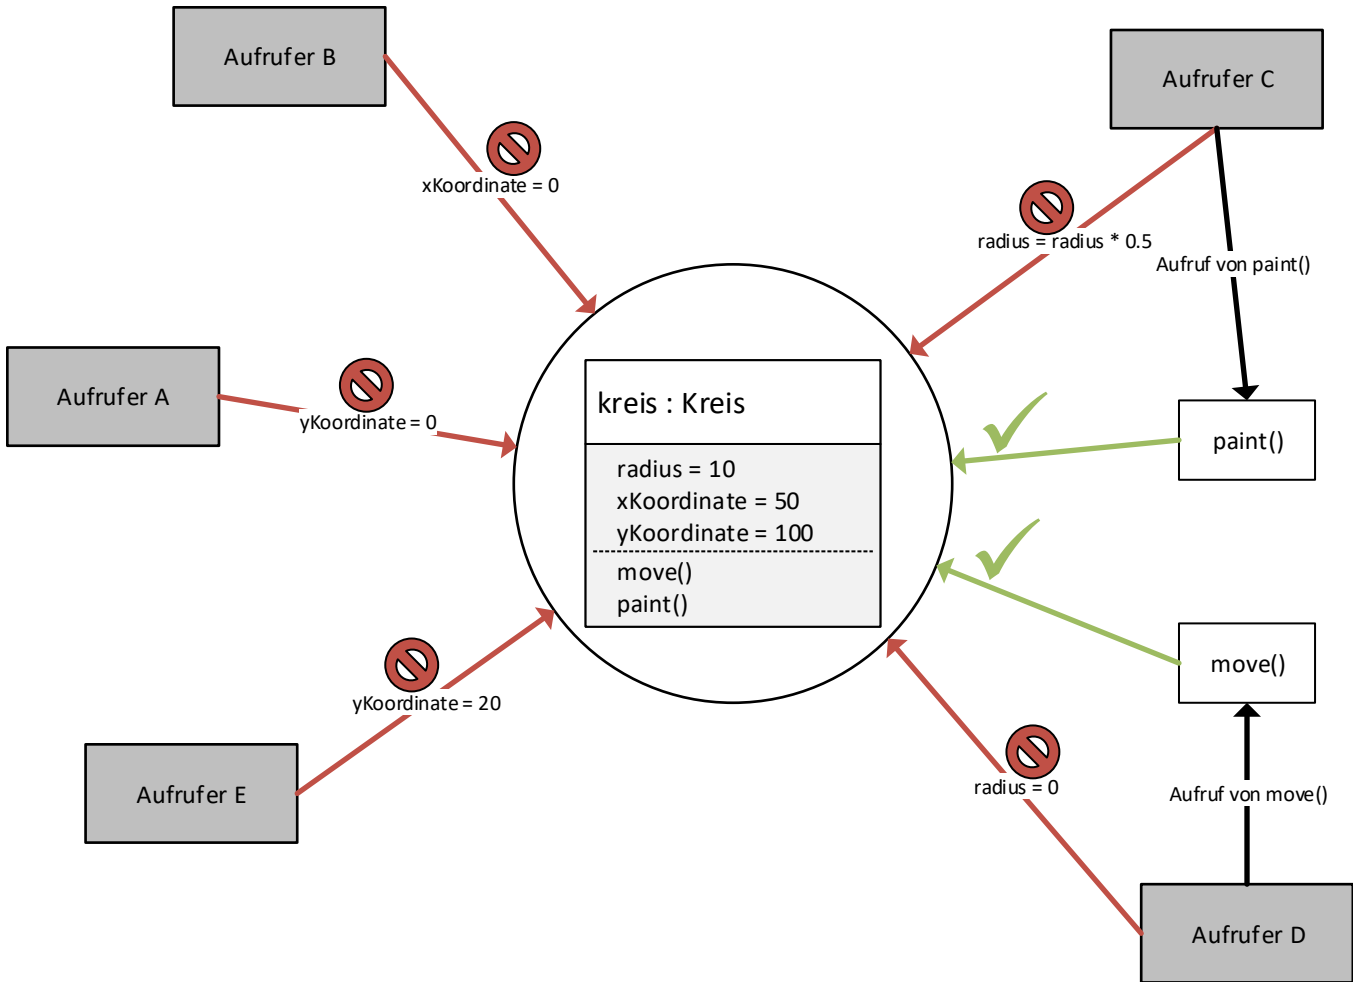 Aufrufer B
Aufrufer C
xKoordinate = 0
radius = radius * 0.5
Aufruf von paint()
Aufrufer A
yKoordinate = 0
kreis : Kreis
radius = 10
xKoordinate = 50
yKoordinate = 100
move()
paint()
paint()
move()
yKoordinate = 20
Aufrufer E
radius = 0
Aufruf von move()
Aufrufer D